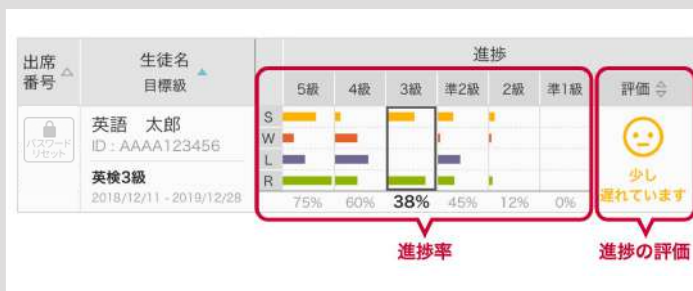 出席
番号
生徒名
目標級
進捗
5級 4級 3級 準2級 2級 準1級
評価
パスワード
リセット
英語 太郎
ID : AAAA123456
英検3級
2018/12/11 - 2019/12/28
S
W
L
R
75% 60% 38% 45% 12% 0%
少し
遅れています
進捗率
進捗の評価